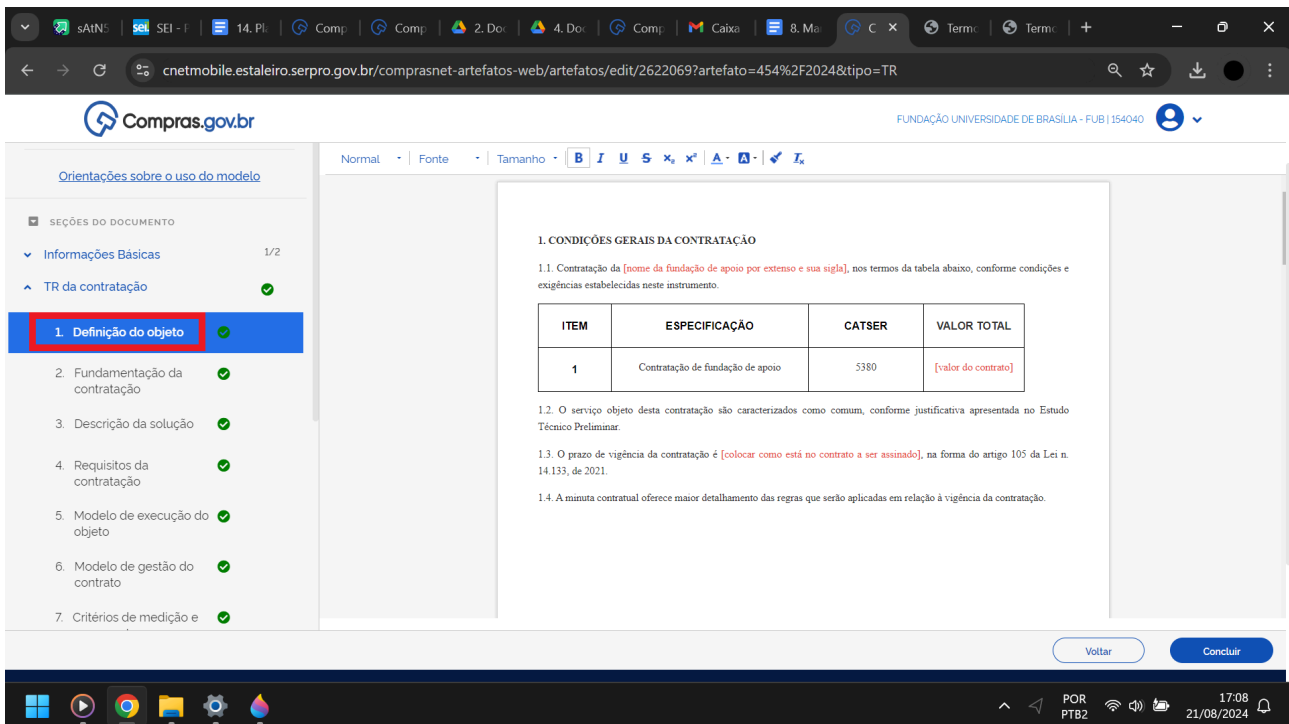 sAtNS
sei. SEI - F
14. Pl
Comp
Comp
2. Doc
4. Doc
Comp
Caixa
8. Ma
C
Termo
Termo
cnetmobile.estaleiro.serpro.gov.br/comprasnet-artefatos-web/artefatos/edit/2622069?artefato=454%2F2024&tipo=TR
Compras.gov.br
FUNDAÇÃO UNIVERSIDADE DE BRASÍLIA - FUB | 154040
Orientações sobre o uso do modelo
SEÇÕES DO DOCUMENTO
Informações Básicas 1/2
TR da contratação
1. Definição do objeto
2. Fundamentação da
contratação
3. Descrição da solução
4. Requisitos da
contratação
5. Modelo de execução do
objeto
6. Modelo de gestão do
contrato
7. Critérios de medição e
Normal Fonte Tamanho B I U S x₂ x² A A Ix
1. CONDIÇÕES GERAIS DA CONTRATAÇÃO
1.1. Contratação da [nome da fundação de apoio por extenso e sua sigla], nos termos da tabela abaixo, conforme condições e
exigências estabelecidas neste instrumento.
ITEM ESPECIFICAÇÃO CATSER VALOR TOTAL
1 Contratação de fundação de apoio 5380 [valor do contrato]
1.2. O serviço objeto desta contratação são caracterizados como comum, conforme justificativa apresentada no Estudo
Técnico Preliminar.
1.3. O prazo de vigência da contratação é [colocar como está no contrato a ser assinado], na forma do artigo 105 da Lei n.
14.133, de 2021.
1.4. A minuta contratual oferece maior detalhamento das regras que serão aplicadas em relação à vigência da contratação.
Voltar Concluir
POR
PTB2
17:08
21/08/2024